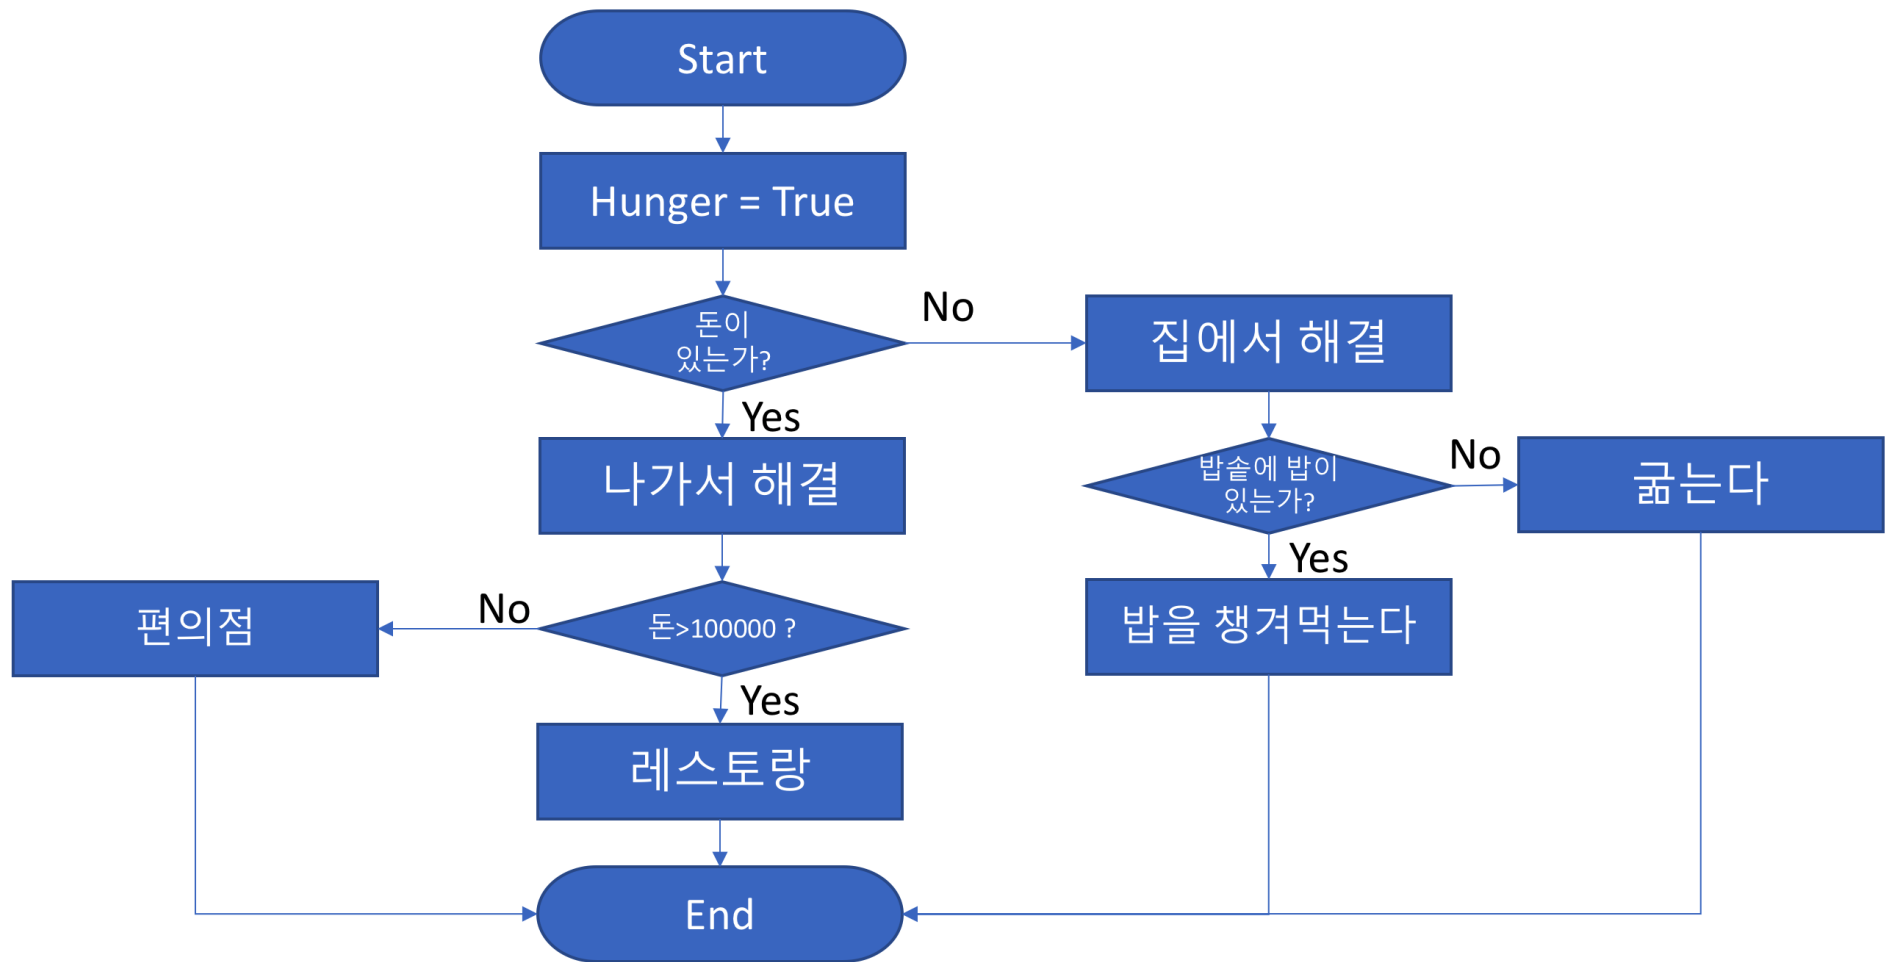 Start
Hunger = True
돈이
있는가?
No
집에서 해결
Yes
나가서 해결
밥솥에 밥이
있는가?
No
굶는다
Yes
밥을 챙겨먹는다
돈>100000 ?
No
편의점
Yes
레스토랑
End